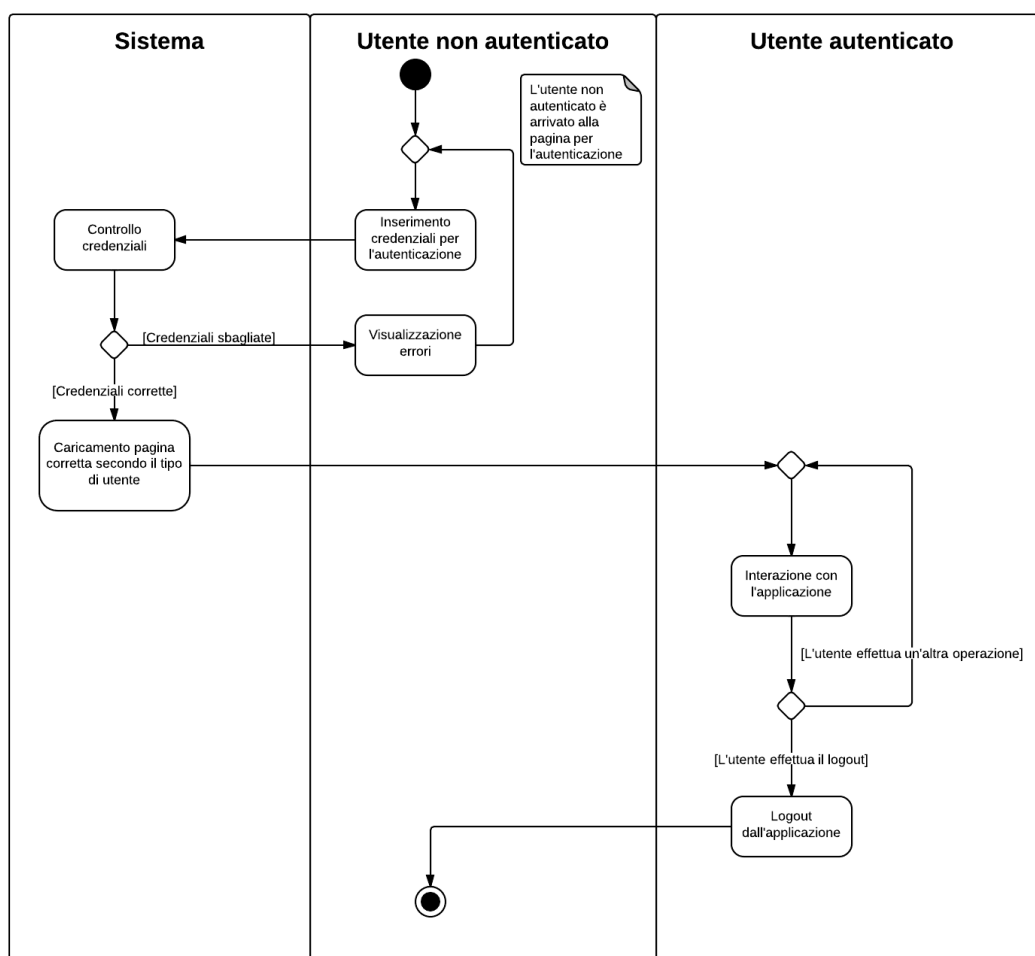 Sistema
Utente non autenticato
Utente autenticato
L'utente non
autenticato è
arrivato alla
pagina per
l'autenticazione
Controllo
credenziali
Inserimento
credenziali per
l'autenticazione
[Credenziali sbagliate]
Visualizzazione
errori
[Credenziali corrette]
Caricamento pagina
corretta secondo il tipo
di utente
Interazione con
l'applicazione
[L'utente effettua un'altra operazione]
[L'utente effettua il logout]
Logout
dall'applicazione